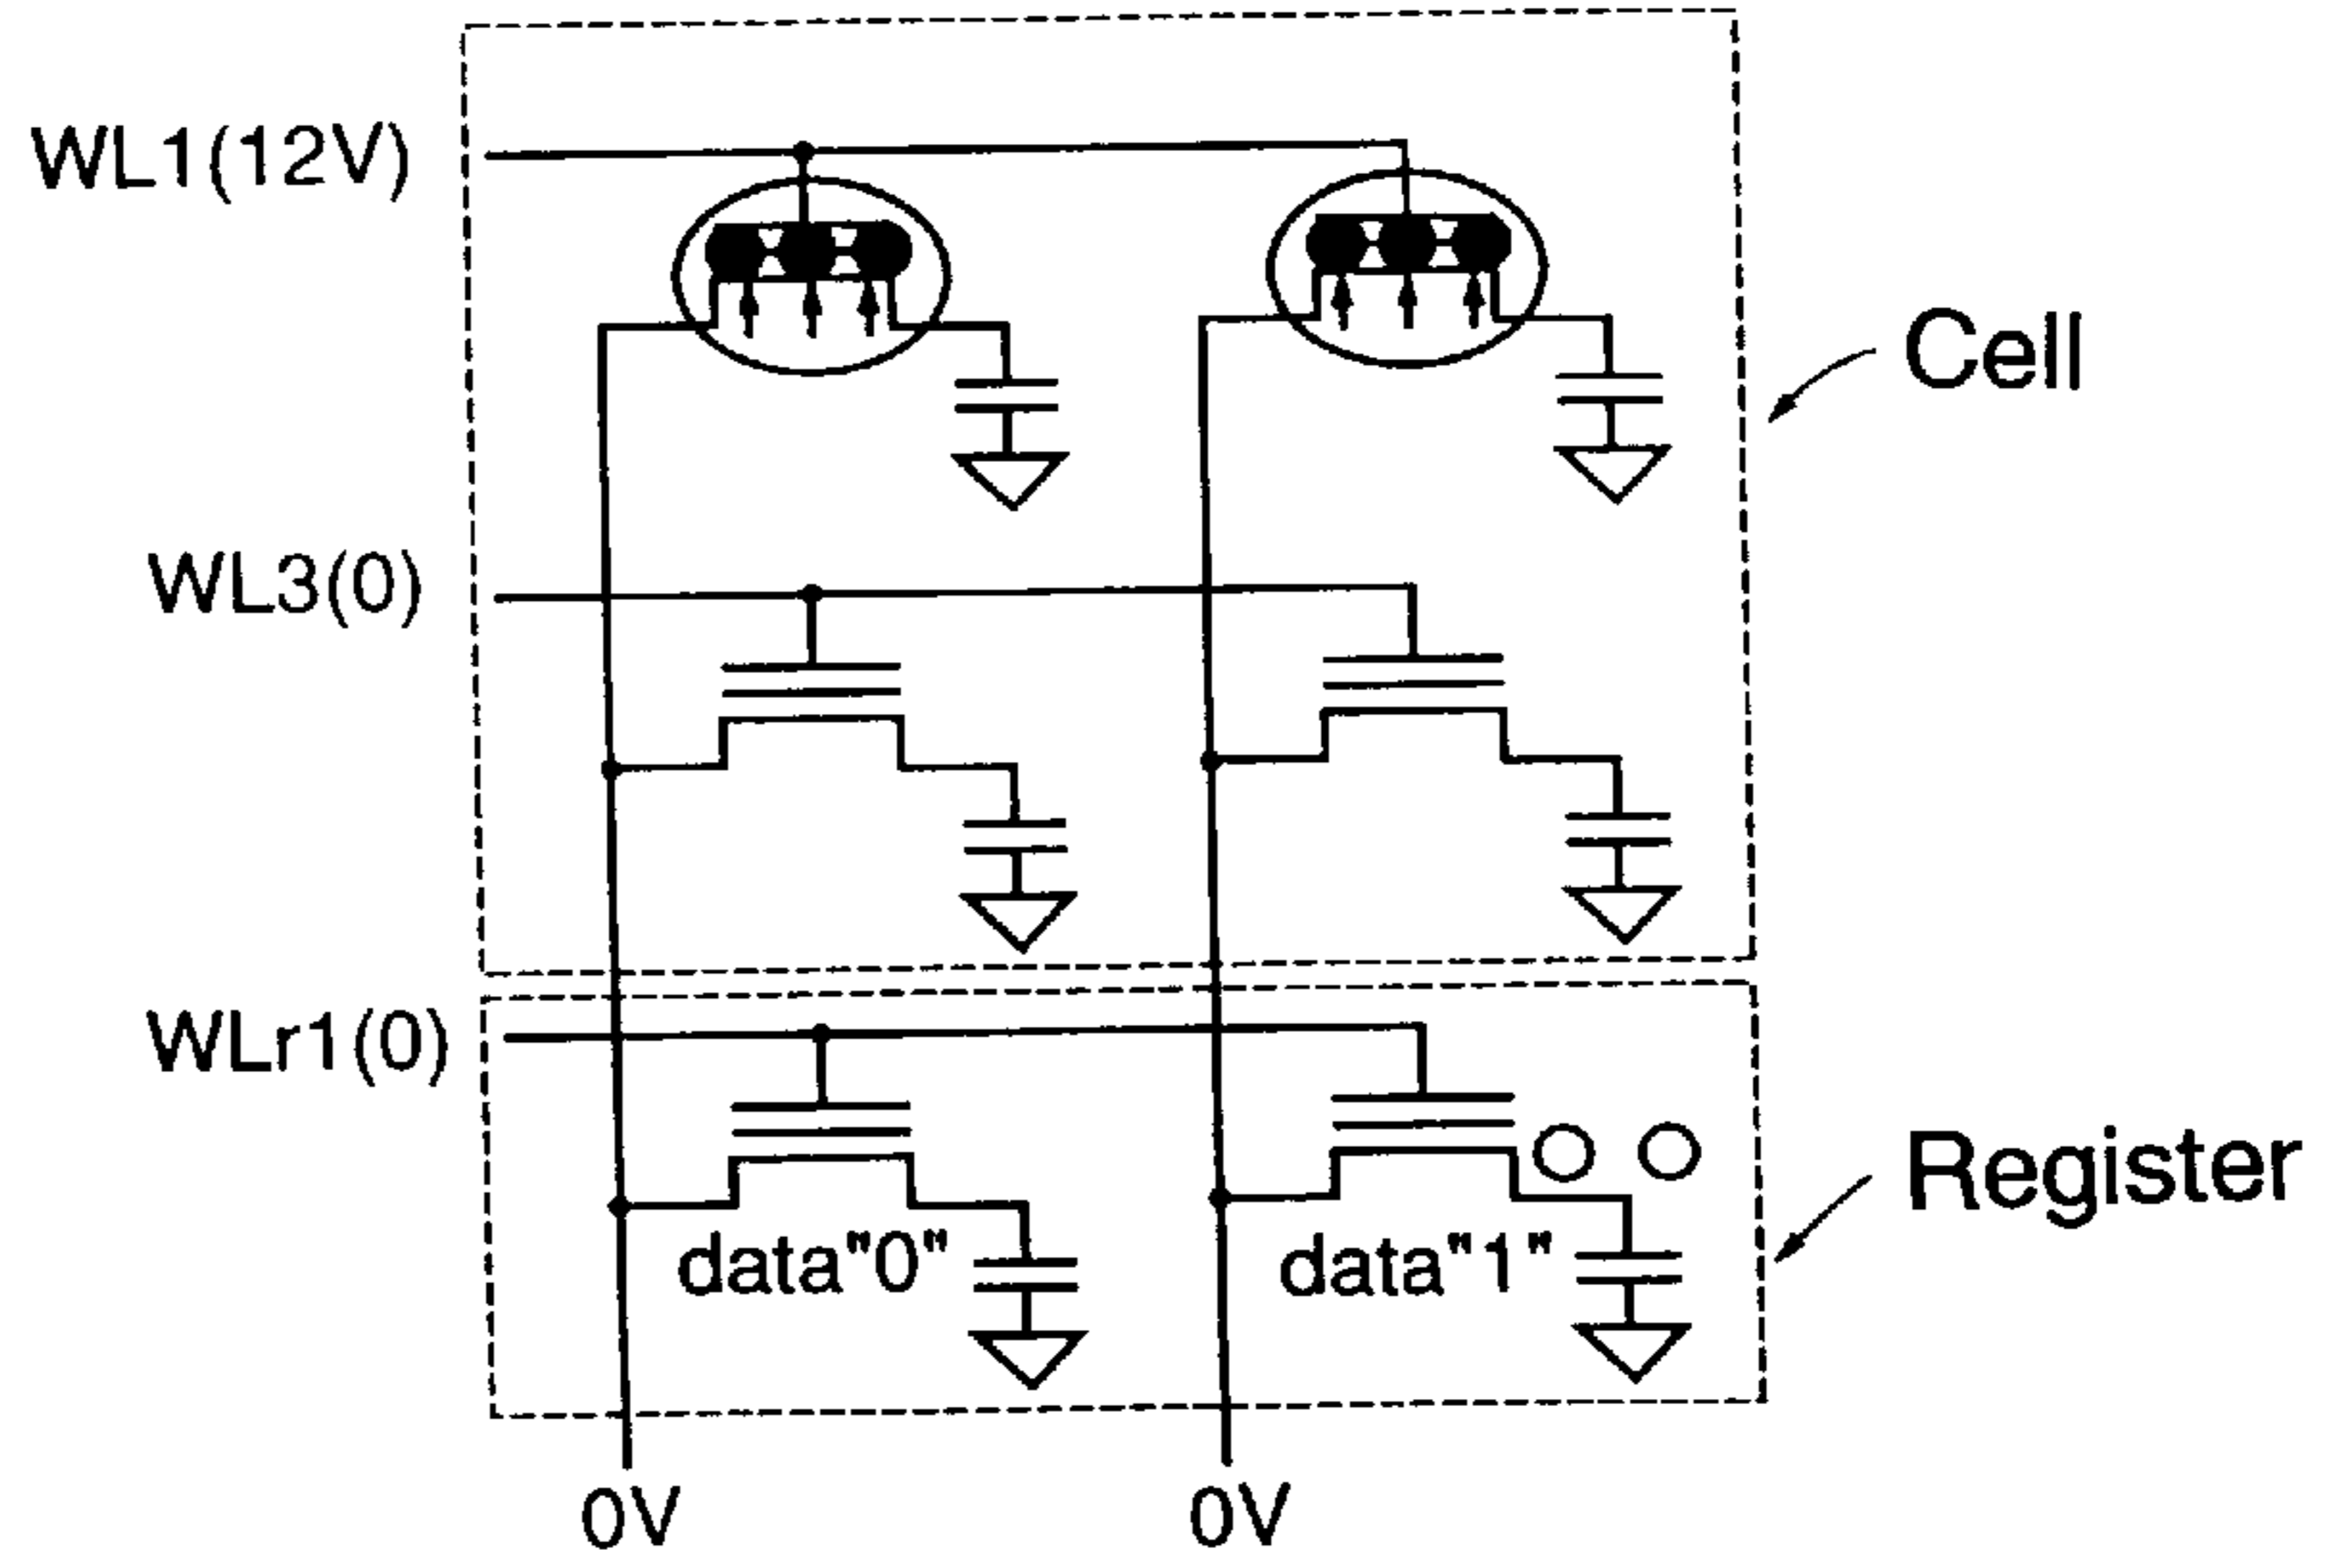 WL1(12V)
Cell
WL3(0)
WLr1(0)
Register
data"0"
data"1"
0V
0V